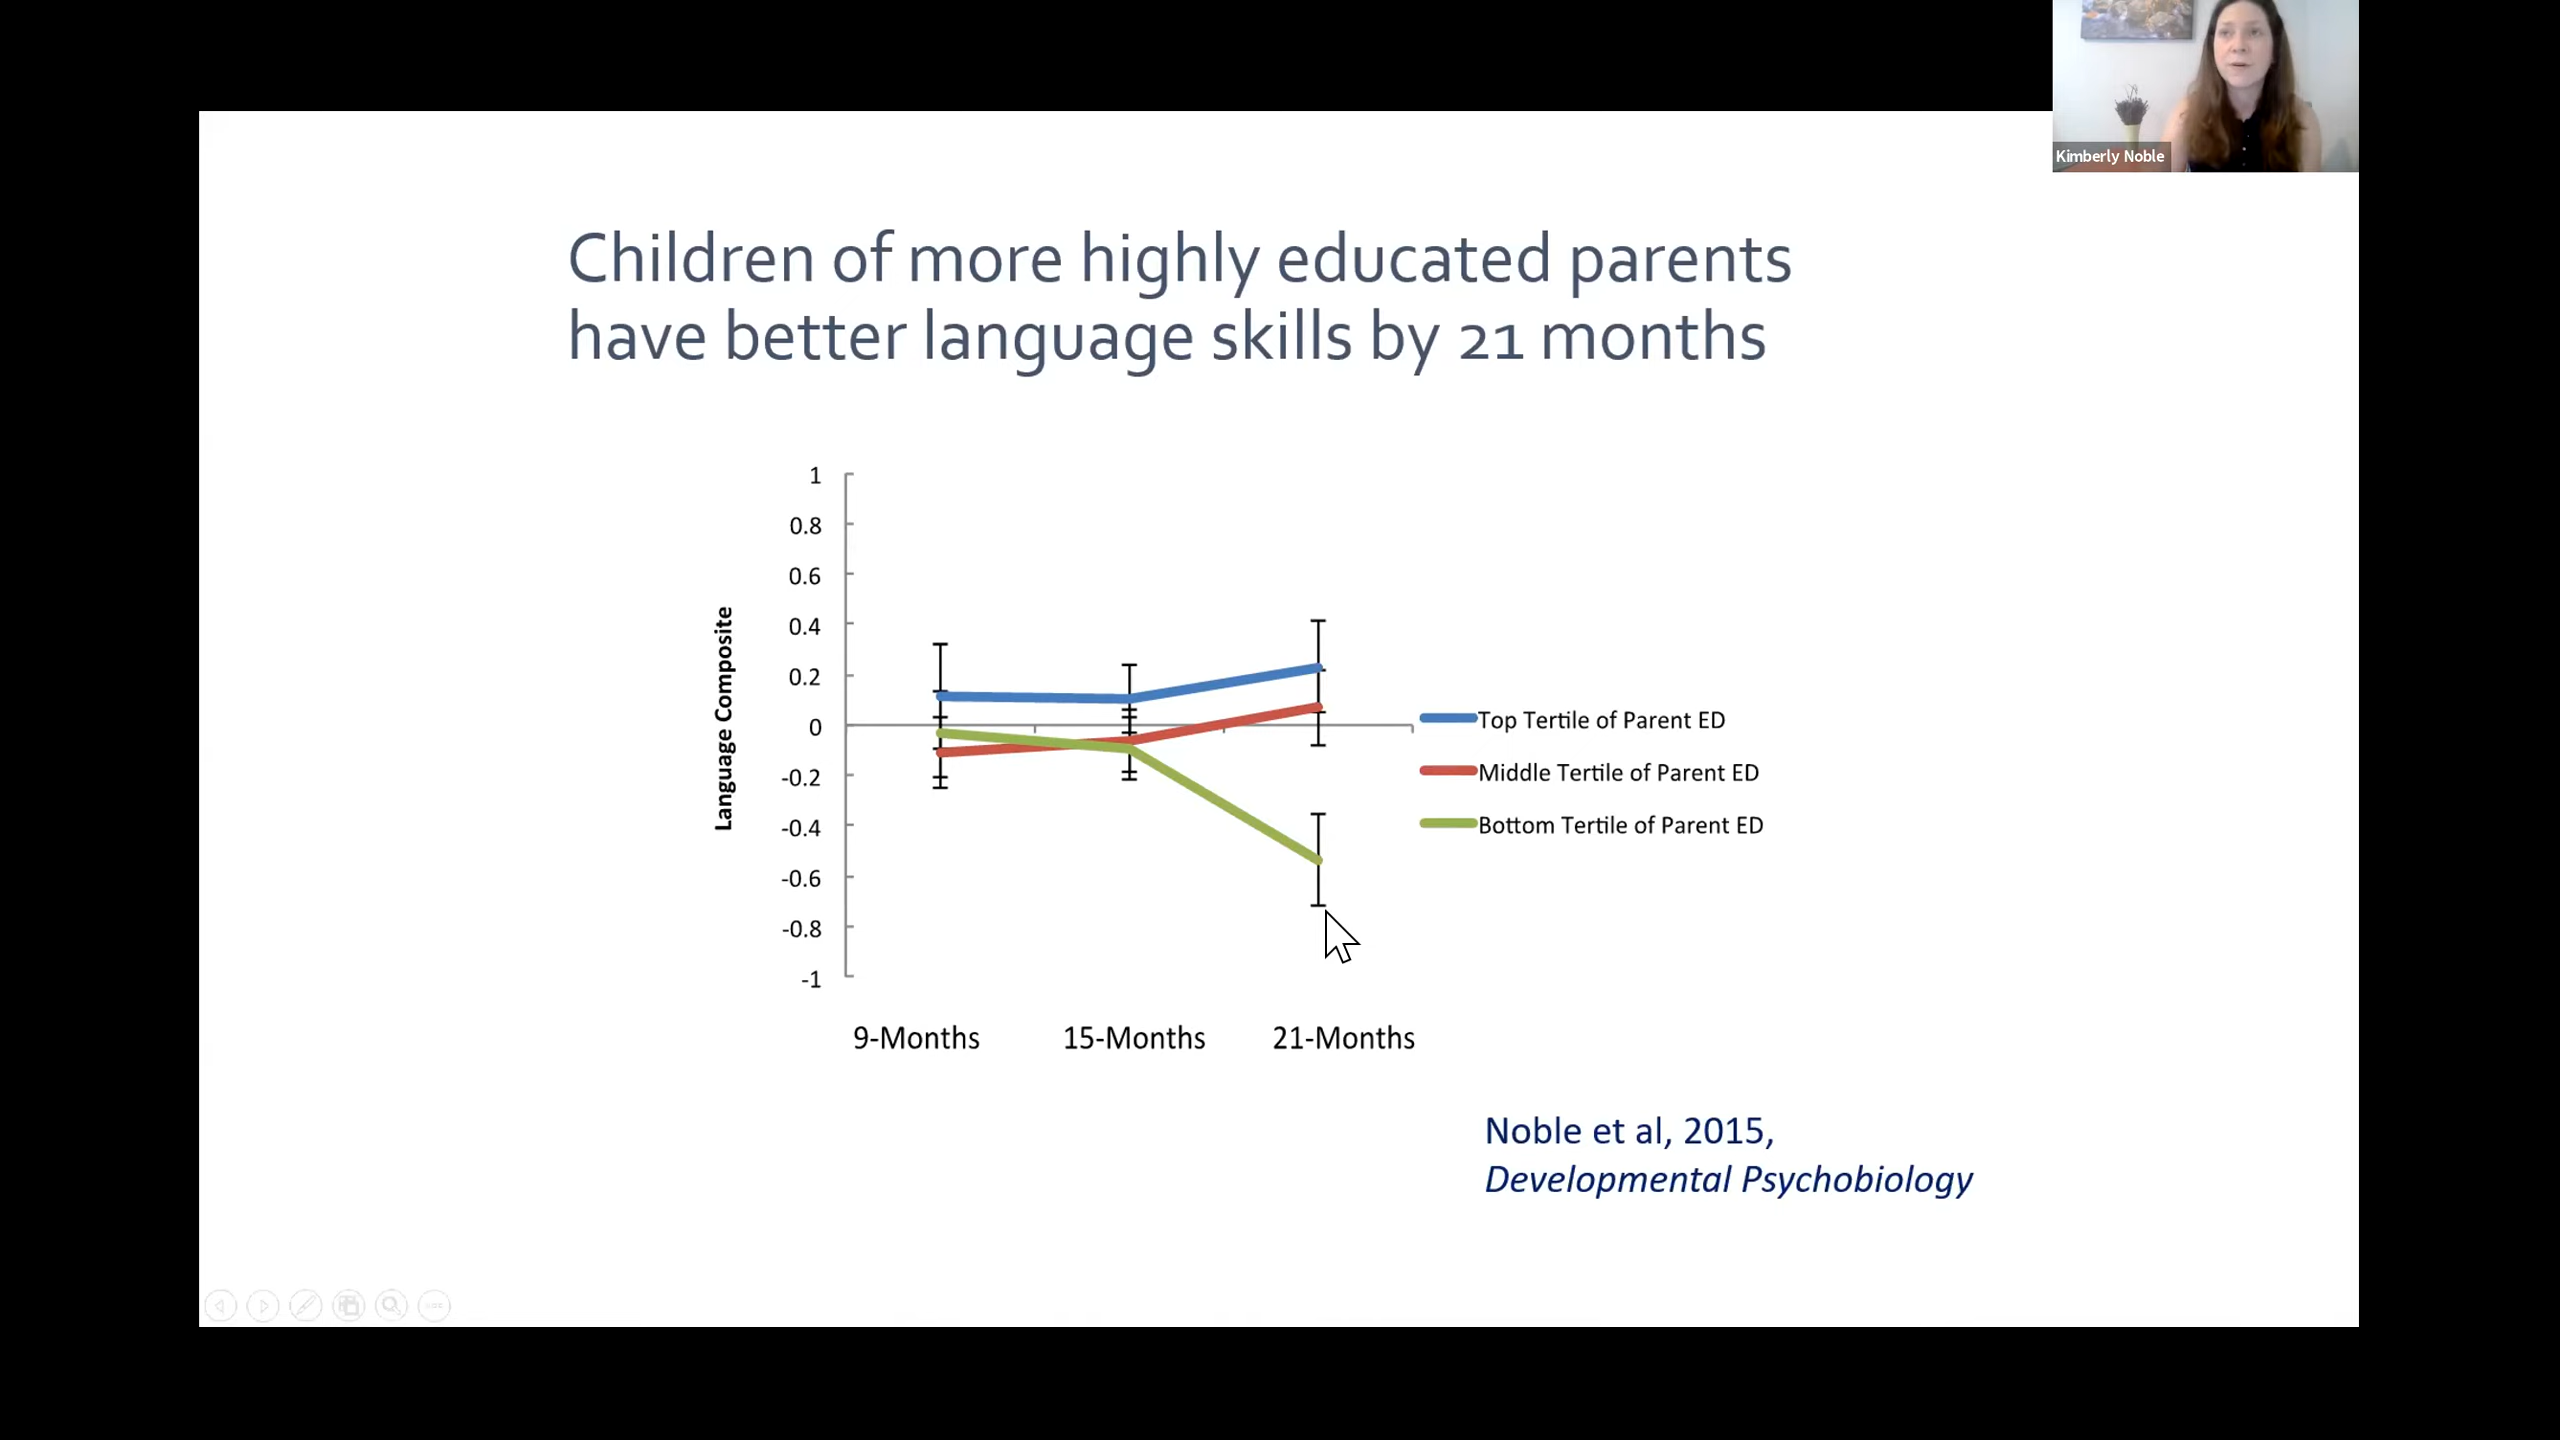 Kimberly Noble
Children of more highly educated parents
have better language skills by 21 months
1
0.8
0.6
0.4
0.2
0
-0.2
-0.4
-0.6
-0.8
-1
Language Composite
9-Months 15-Months 21-Months
Top Tertile of Parent ED
Middle Tertile of Parent ED
Bottom Tertile of Parent ED
Noble et al, 2015,
Developmental Psychobiology